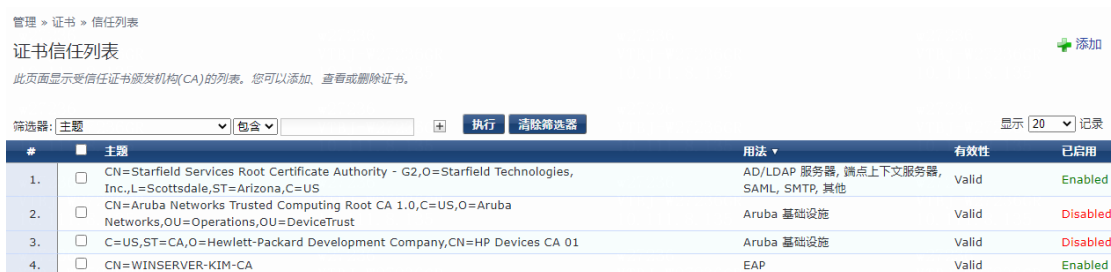 管理 » 证书 » 信任列表
证书信任列表
添加
此页面显示受信任证书颁发机构(CA)的列表。您可以添加、查看或删除证书。
筛选器: 主题 包含 执行 清除筛选器 显示 20 记录
# 主题 用法 有效性 已启用
1. CN=Starfield Services Root Certificate Authority - G2,O=Starfield Technologies, Inc.,L=Scottsdale,ST=Arizona,C=US AD/LDAP 服务器, 端点上下文服务器, SAML, SMTP, 其他 Valid Enabled
2. CN=Aruba Networks Trusted Computing Root CA 1.0,C=US,O=Aruba Networks,OU=Operations,OU=DeviceTrust Aruba 基础设施 Valid Disabled
3. C=US,ST=CA,O=Hewlett-Packard Development Company,CN=HP Devices CA 01 Aruba 基础设施 Valid Disabled
4. CN=WINSERVER-KIM-CA EAP Valid Enabled